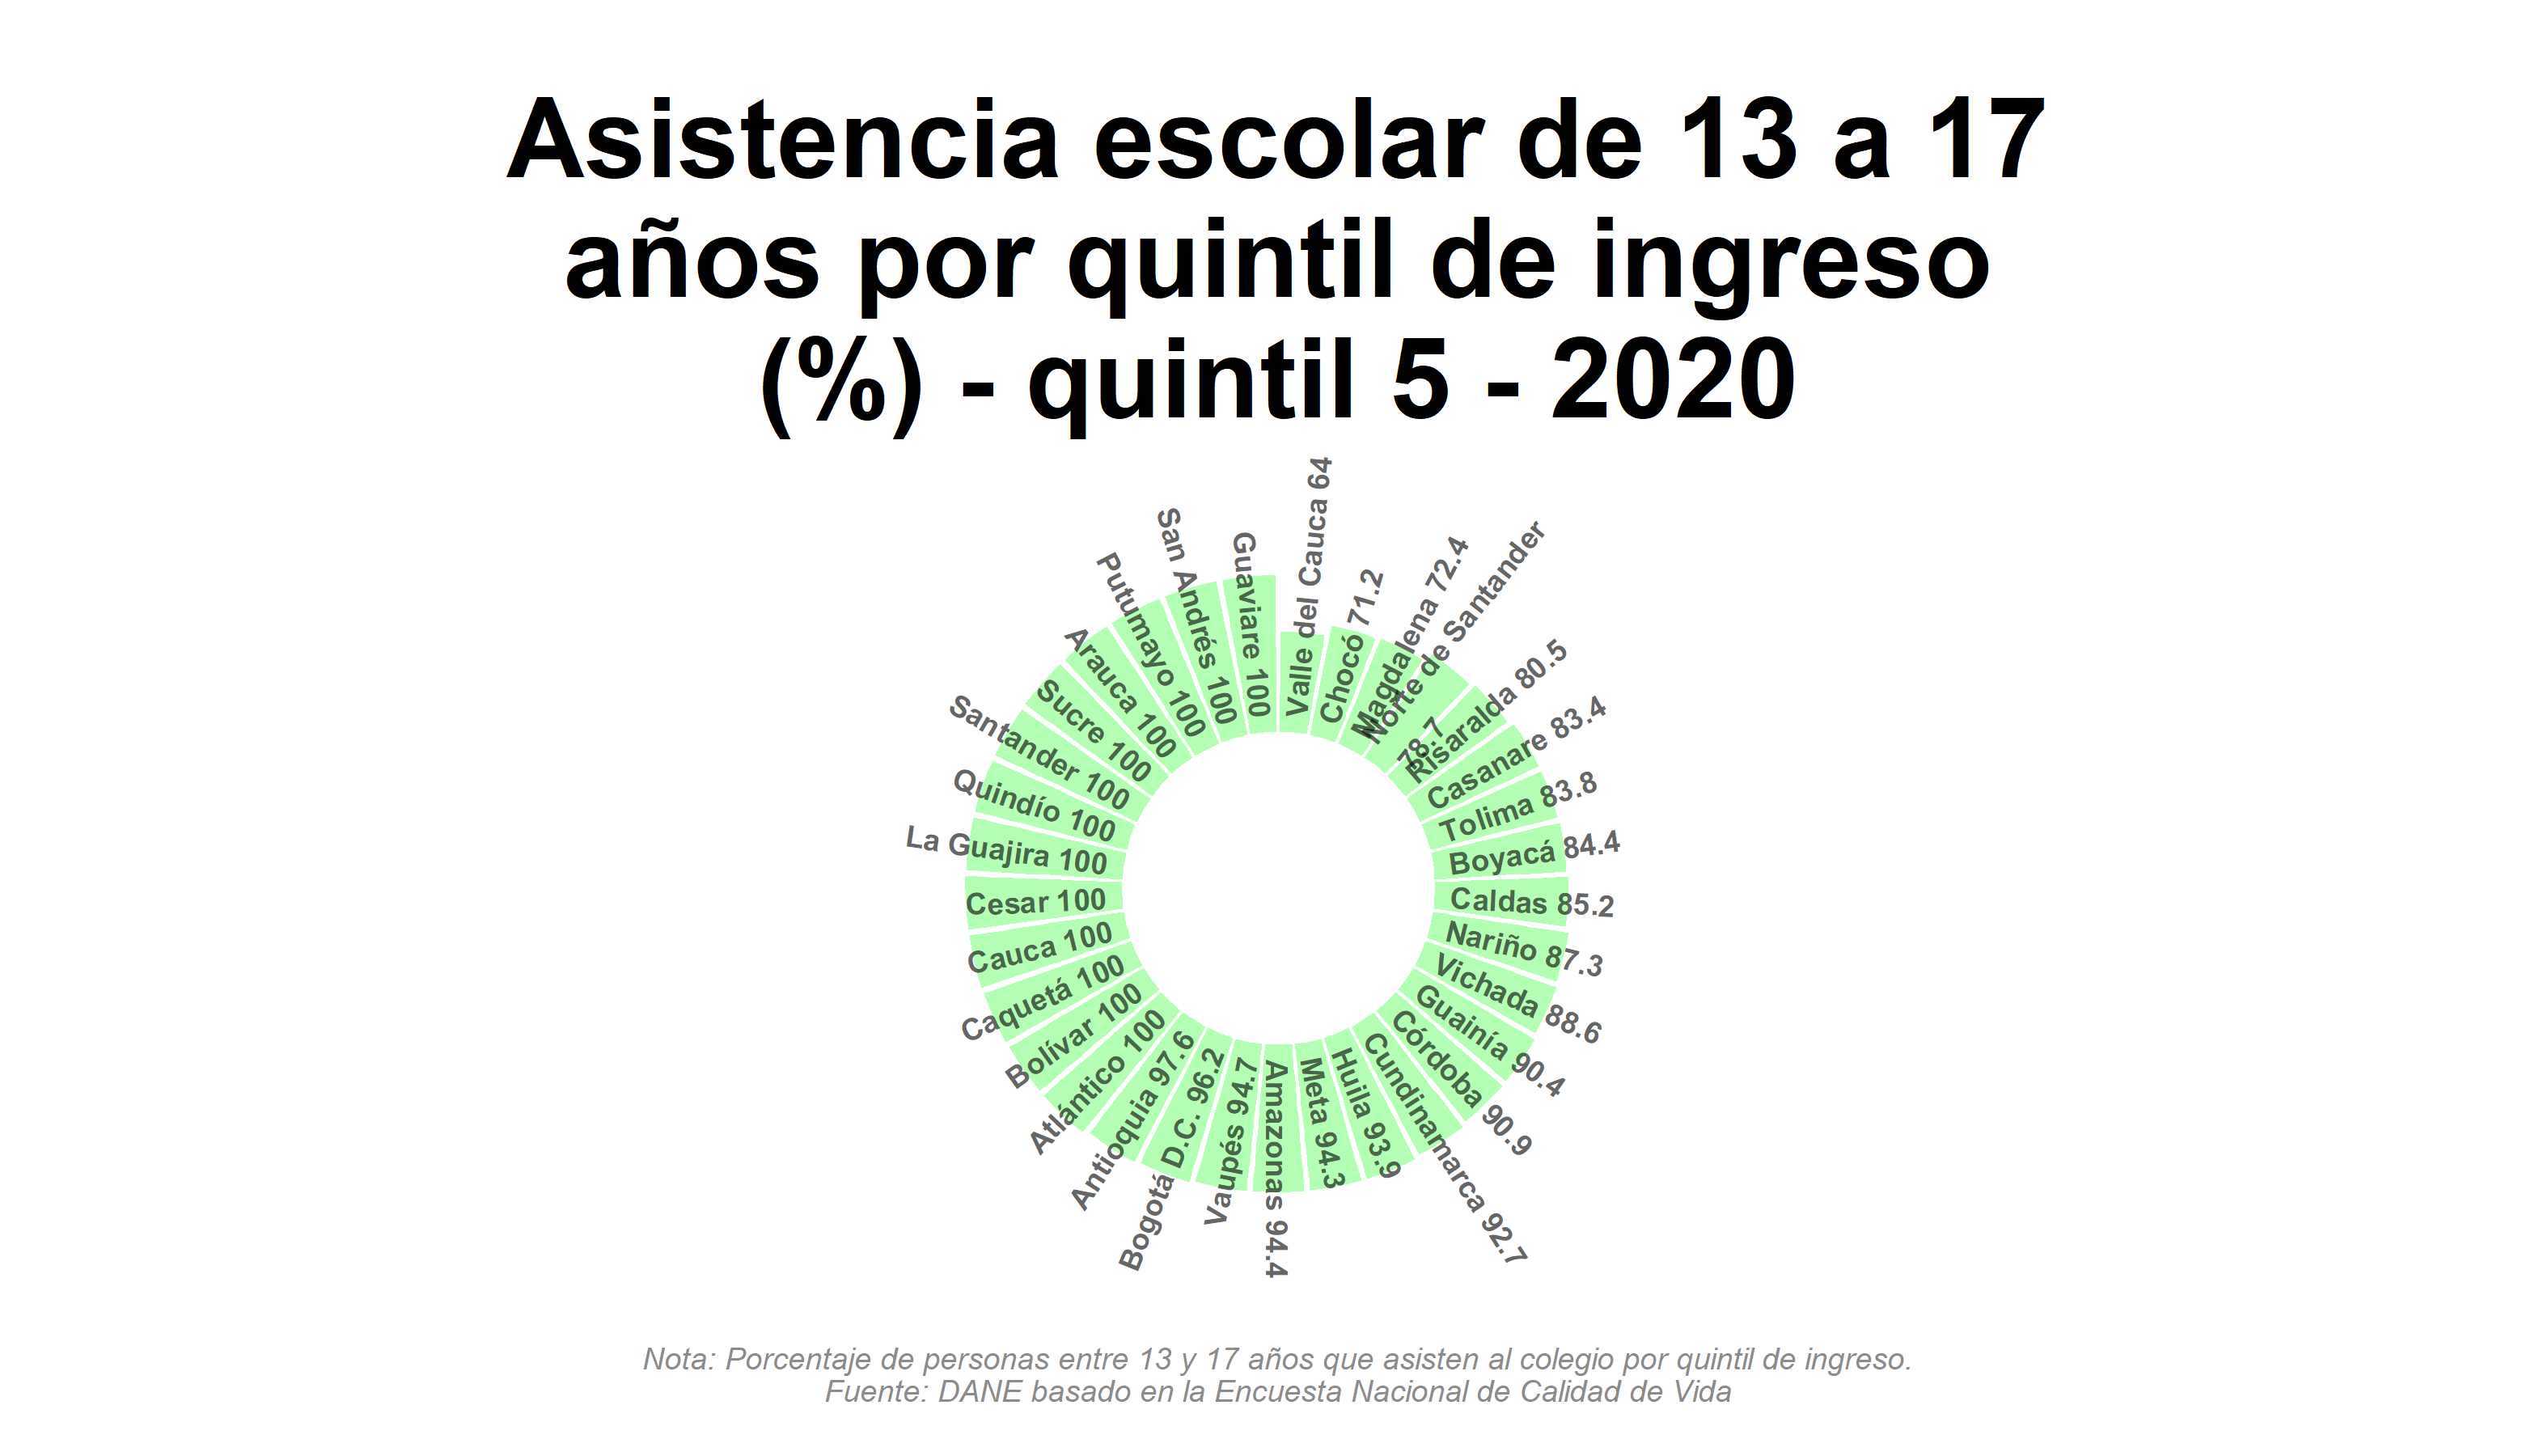 Asistencia escolar de 13 a 17
años por quintil de ingreso
(%) - quintil 5 - 2020
Valle del Cauca 64
Chocó 71.2
Magdalena 72.4
Norte de Santander
78.7
Risaralda 80.5
Casanare 83.4
Tolima 83.8
Boyacá 84.4
Caldas 85.2
Nariño 87.3
Vichada 88.6
Guainía 90.4
Córdoba 90.9
Cundinamarca 92.7
Huila 93.9
Meta 94.3
Amazonas 94.4
Vaupés 94.7
Bogotá D.C. 96.2
Antioquia 97.6
Atlántico 100
Bolívar 100
Caquetá 100
Cauca 100
Cesar 100
La Guajira 100
Quindío 100
Santander 100
Sucre 100
Arauca 100
Putumayo 100
San Andrés 100
Guaviare 100
Nota: Porcentaje de personas entre 13 y 17 años que asisten al colegio por quintil de ingreso.
Fuente: DANE basado en la Encuesta Nacional de Calidad de Vida